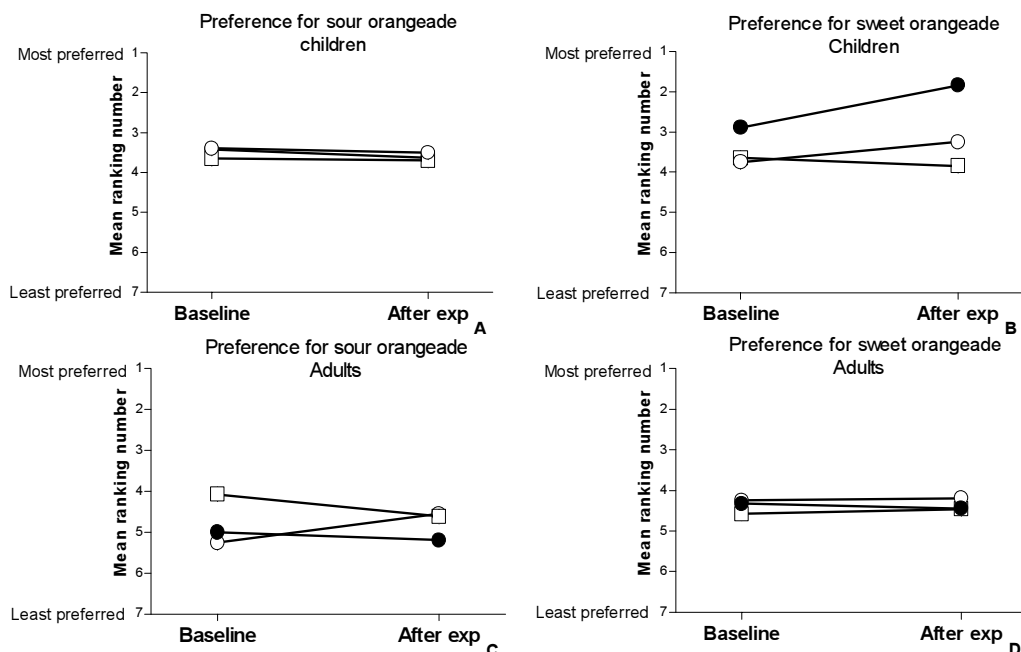 Preference for sour orangeade
children
Most preferred
Mean ranking number
1
2
3
4
5
6
7
Least preferred
Baseline
After exp
A
Preference for sweet orangeade
Children
Most preferred
Mean ranking number
1
2
3
4
5
6
7
Least preferred
Baseline
After exp
B
Preference for sour orangeade
Adults
Most preferred
Mean ranking number
1
2
3
4
5
6
7
Least preferred
Baseline
After exp
C
Preference for sweet orangeade
Adults
Most preferred
Mean ranking number
1
2
3
4
5
6
7
Least preferred
Baseline
After exp
D